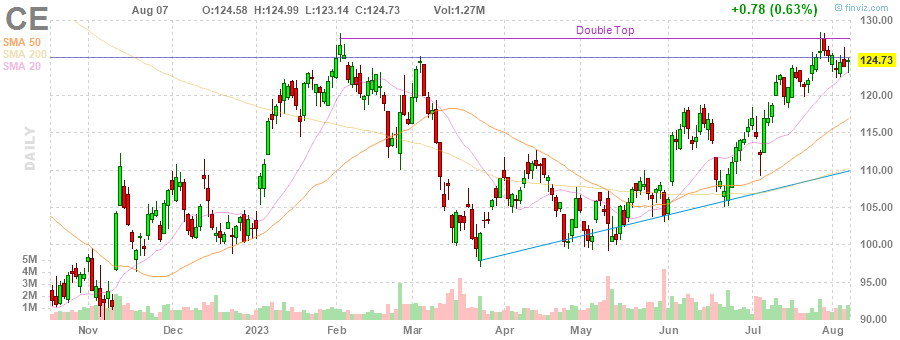 CE
Aug 07 O:124.58 H:124.99 L:123.14 C:124.73 Vol:1.27M +0.78 (0.63%)
© finviz.com
SMA 50
SMA 200
SMA 20
DAILY
Double Top
130.00
124.73
120.00
115.00
110.00
105.00
100.00
95.00
90.00
5M
4M
3M
2M
1M
Nov Dec 2023 Feb Mar Apr May Jun Jul Aug